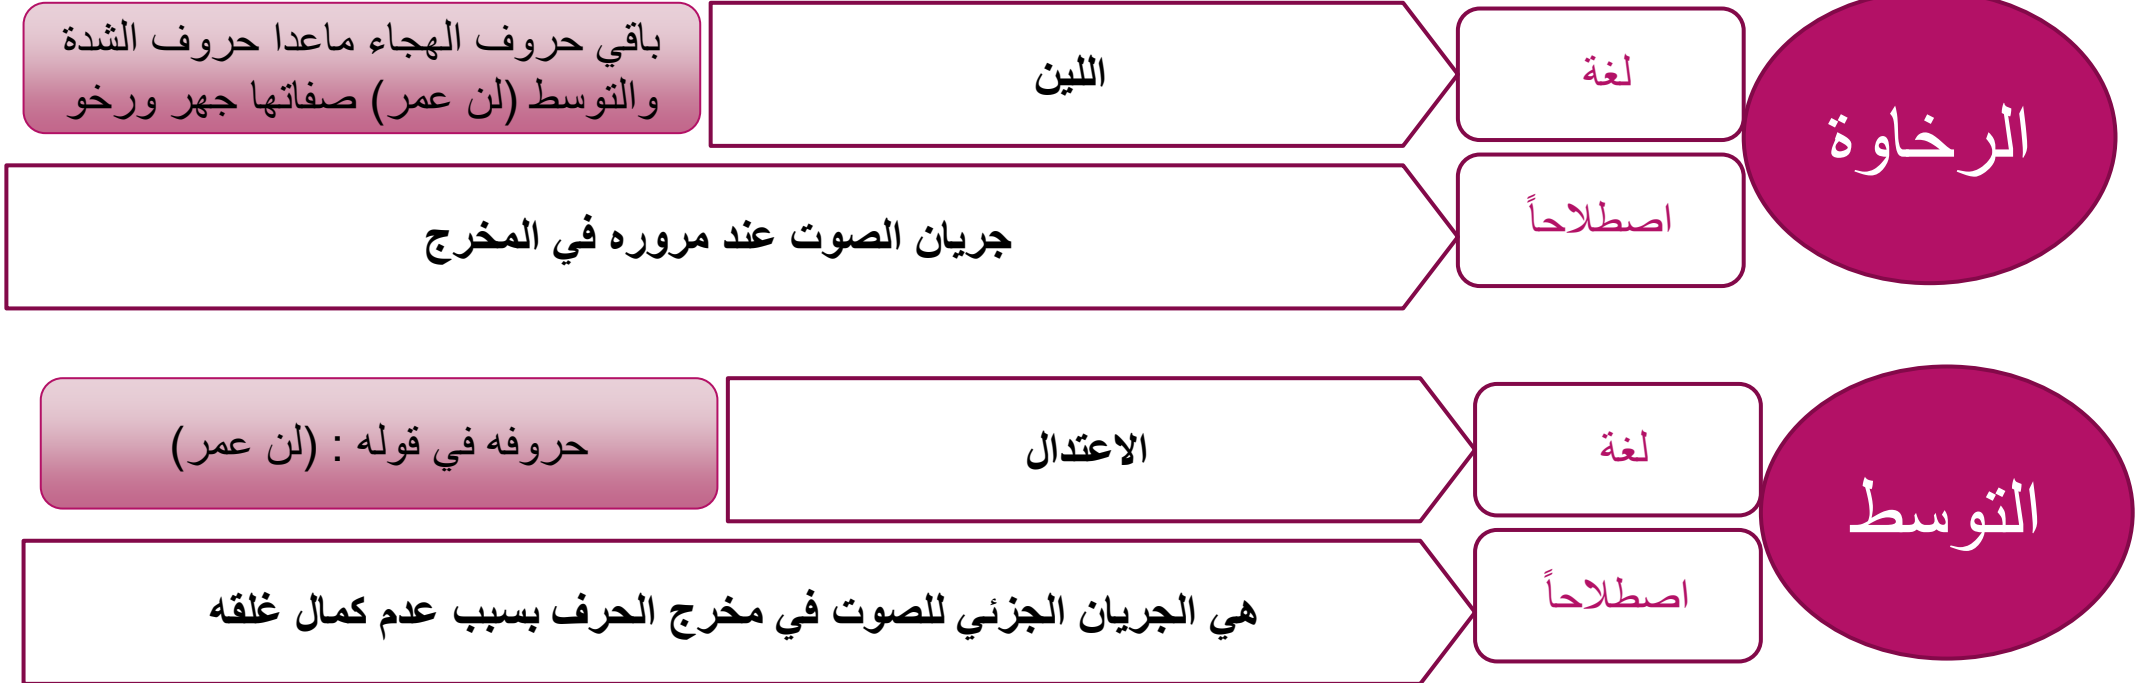 الرخاوة
لغة
اللين
باقي حروف الهجاء ماعدا حروف الشدة
والتوسط (لن عمر) صفاتها جهر ورخو
اصطلاحاً
جريان الصوت عند مروره في المخرج
التوسط
لغة
الاعتدال
حروفه في قوله : (لن عمر)
اصطلاحاً
هي الجريان الجزئي للصوت في مخرج الحرف بسبب عدم كمال غلقه